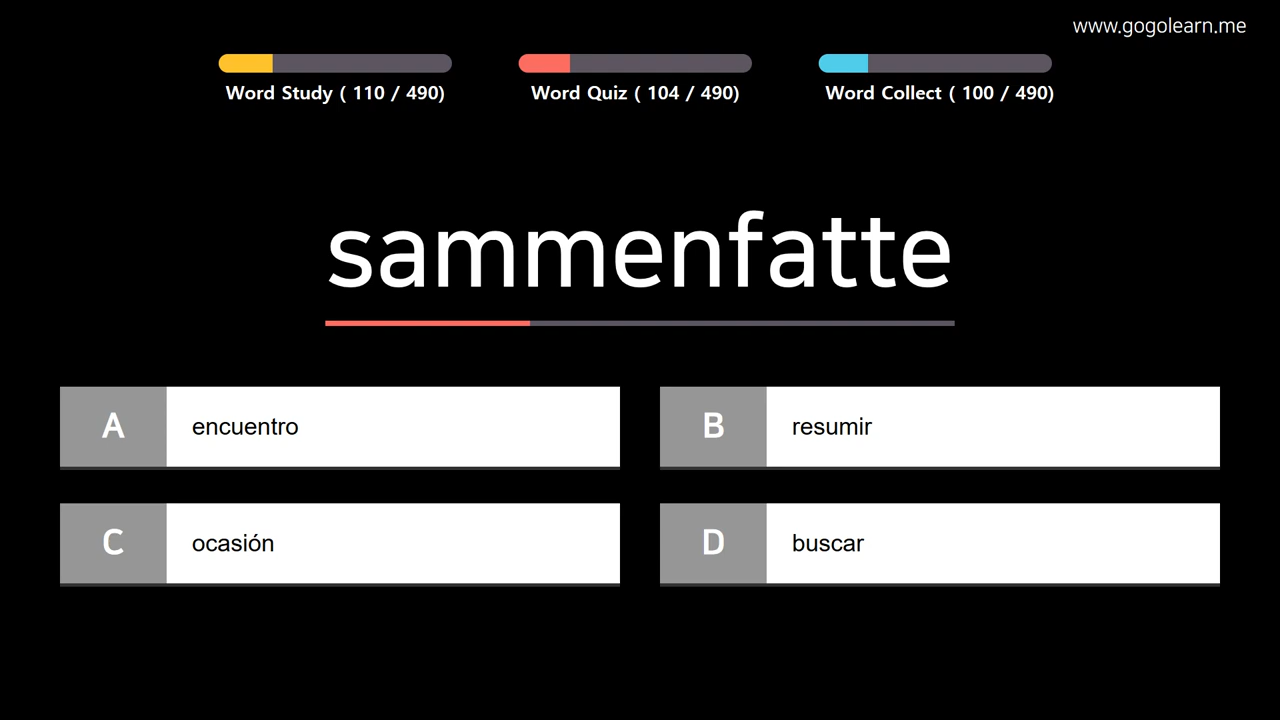 www.gogolearn.me
Word Study ( 110 / 490)
Word Quiz ( 104 / 490)
Word Collect ( 100 / 490)
sammenfatte
A encuentro
B resumir
C ocasión
D buscar